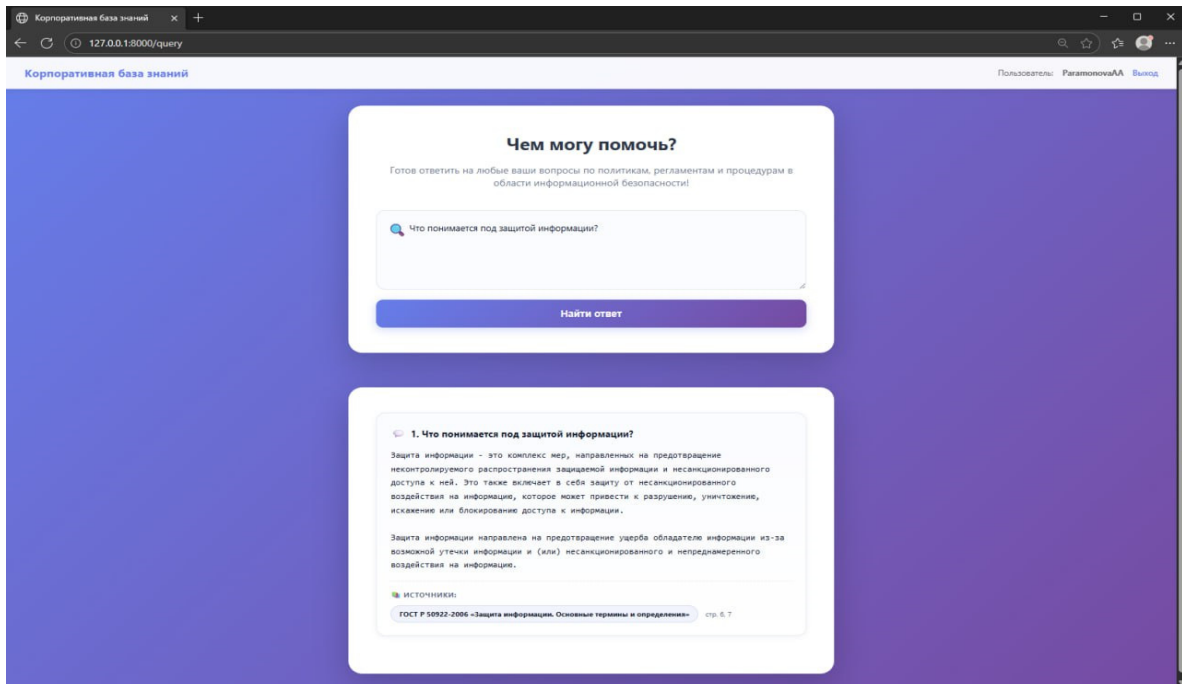 Корпоративная база знаний
127.0.0.1:8000/query
Корпоративная база знаний
Пользователь: ParamonovaAA Выход
Чем могу помочь?
Готов ответить на любые ваши вопросы по политикам, регламентам и процедурам в
области информационной безопасности!
Что понимается под защитой информации?
Найти ответ
1. Что понимается под защитой информации?
Защита информации - это комплекс мер, направленных на предотвращение
неконтролируемого распространения защищаемой информации и несанкционированного
доступа к ней. Это также включает в себя защиту от несанкционированного
воздействия на информацию, которое может привести к разрушению, уничтожению,
искажению или блокированию доступа к информации.
Защита информации направлена на предотвращение ущерба обладателю информации из-за
возможной утечки информации и (или) несанкционированного и непреднамеренного
воздействия на информацию.
ИСТОЧНИКИ:
ГОСТ Р 50922-2006 «Защита информации. Основные термины и определения» стр. 6, 7